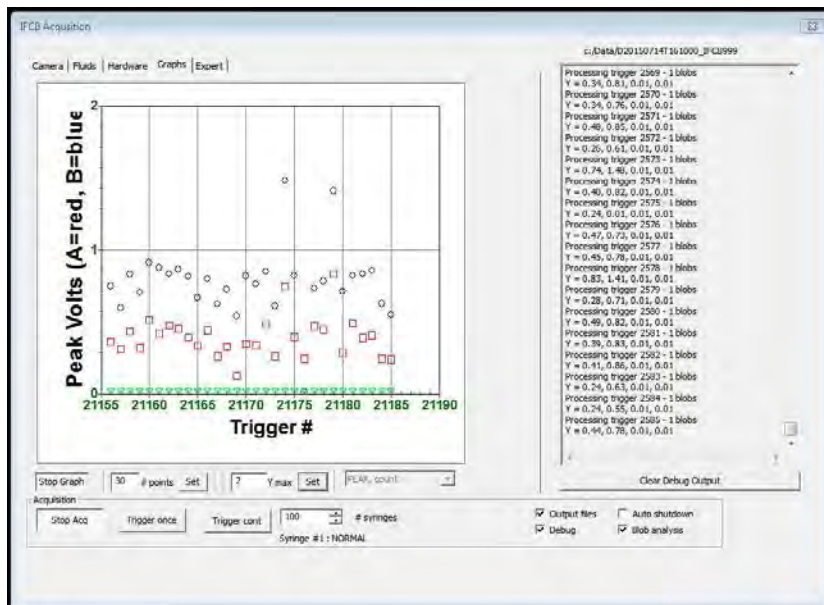 IFCB Acquisition
c:/Data/D20150714T161000_IFCB999
Camera Fluids Hardware Graphs Expert
Peak Volts (A=red, B=blue
2
1
0
21155 21160 21165 21170 21175 21180 21185 21190
Trigger #
Processing trigger 2569 - 1 blobs
Y = 0.34, 0.81, 0.01, 0.01
Processing trigger 2570 - 1 blobs
Y = 0.34, 0.76, 0.01, 0.01
Processing trigger 2571 - 1 blobs
Y = 0.48, 0.85, 0.01, 0.01
Processing trigger 2572 - 1 blobs
Y = 0.26, 0.61, 0.01, 0.01
Processing trigger 2573 - 1 blobs
Y = 0.74, 1.48, 0.01, 0.01
Processing trigger 2574 - 1 blobs
Y = 0.40, 0.82, 0.01, 0.01
Processing trigger 2575 - 1 blobs
Y = 0.24, 0.01, 0.01, 0.01
Processing trigger 2576 - 1 blobs
Y = 0.47, 0.73, 0.01, 0.01
Processing trigger 2577 - 1 blobs
Y = 0.45, 0.78, 0.01, 0.01
Processing trigger 2578 - 1 blobs
Y = 0.83, 1.41, 0.01, 0.01
Processing trigger 2579 - 1 blobs
Y = 0.28, 0.71, 0.01, 0.01
Processing trigger 2580 - 1 blobs
Y = 0.49, 0.82, 0.01, 0.01
Processing trigger 2581 - 1 blobs
Y = 0.39, 0.83, 0.01, 0.01
Processing trigger 2582 - 1 blobs
Y = 0.41, 0.86, 0.01, 0.01
Processing trigger 2583 - 1 blobs
Y = 0.24, 0.63, 0.01, 0.01
Processing trigger 2584 - 1 blobs
Y = 0.24, 0.55, 0.01, 0.01
Processing trigger 2585 - 1 blobs
Y = 0.44, 0.78, 0.01, 0.01
Stop Graph 30 # points Set 2 Y max Set PEAK, count
Clear Debug Output
Acquisition
Stop Acq Trigger once Trigger cont 100 # syringes
Syringe #1 : NORMAL
Output files Auto shutdown
Debug Blob analysis